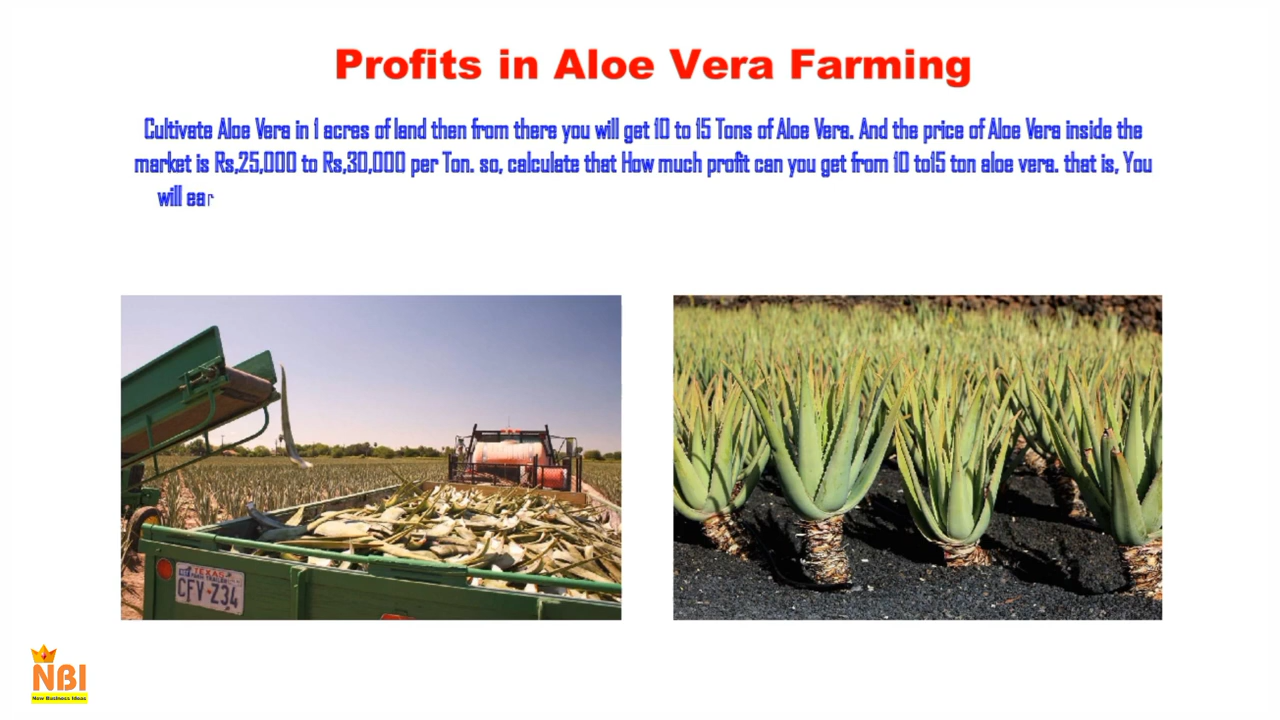 Profits in Aloe Vera Farming
Cultivate Aloe Vera in 1 acres of land then from there you will get 10 to 15 Tons of Aloe Vera. And the price of Aloe Vera inside the
market is Rs,25,000 to Rs,30,000 per Ton. so, calculate that How much profit can you get from 10 to15 ton aloe vera. that is, You
will ear
TEXAS
CFV Z34
NBI
New Business Ideas